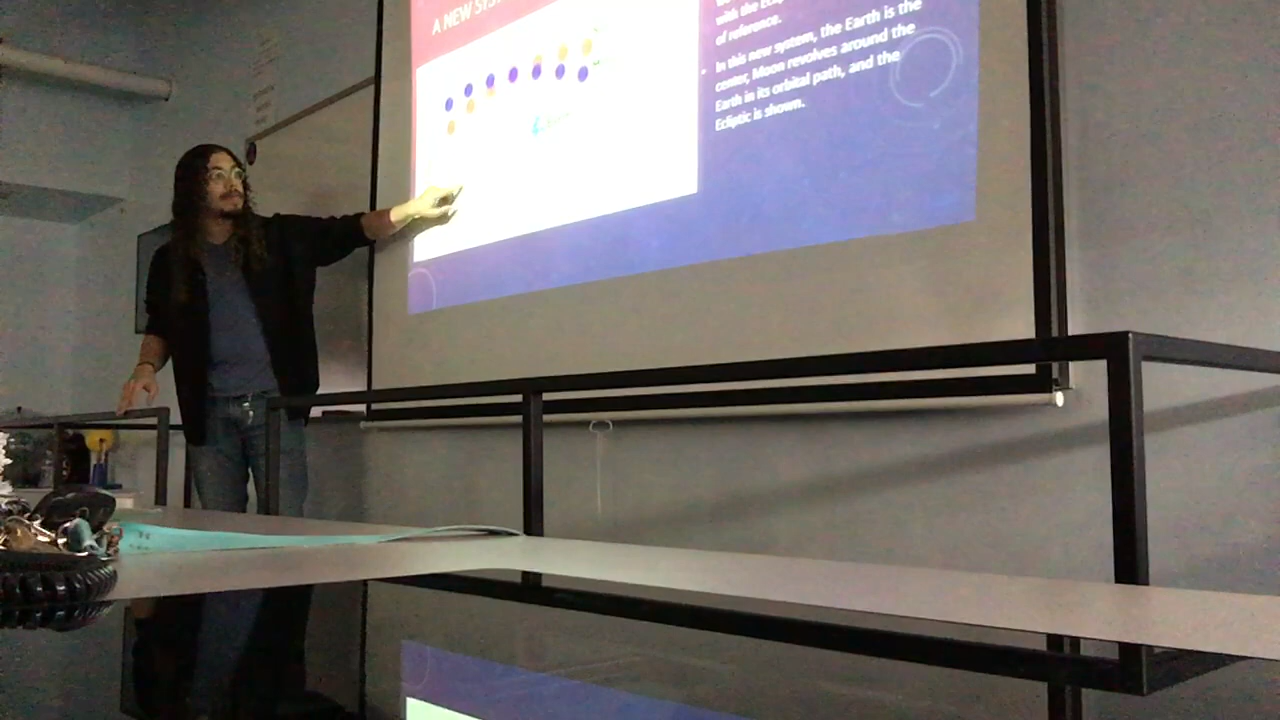 A NEW SYS
with the Ecli
of reference.
In this new system, the Earth is the
center, Moon revolves around the
Earth in its orbital path, and the
Ecliptic is shown.